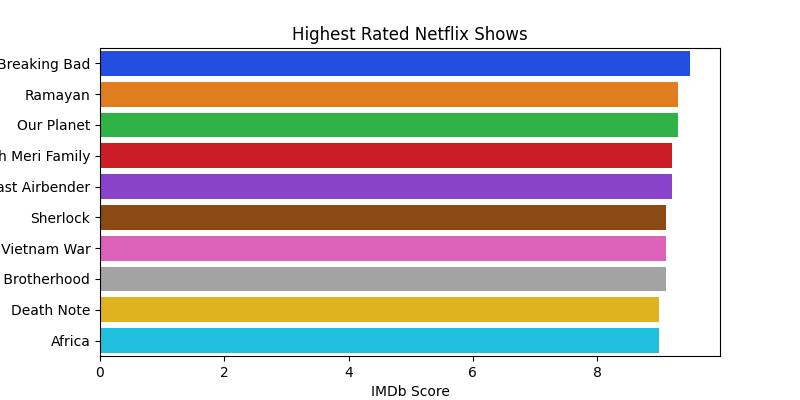 Highest Rated Netflix Shows
Breaking Bad
Ramayan
Our Planet
h Meri Family
ast Airbender
Sherlock
Vietnam War
Brotherhood
Death Note
Africa
0 2 4 6 8
IMDb Score